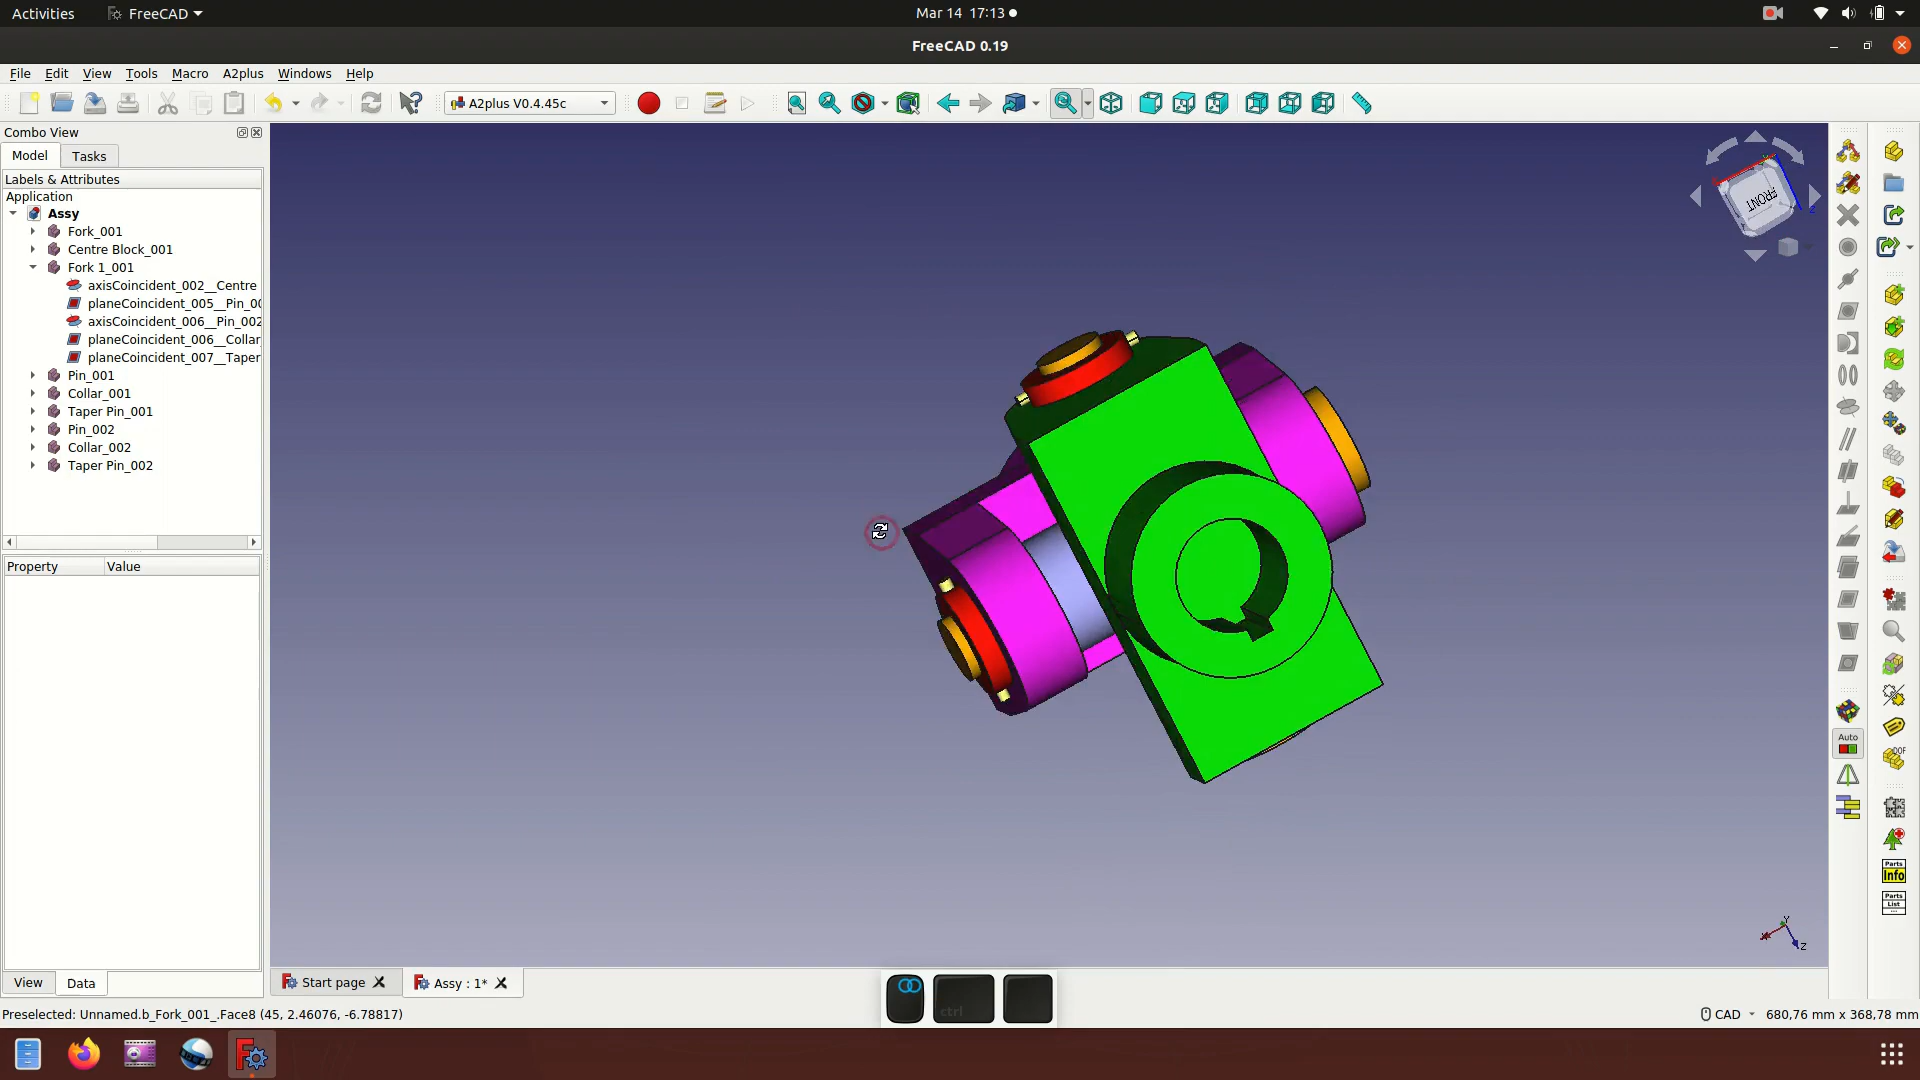 Activities
FreeCAD
Mar 14 17:13
FreeCAD 0.19
File
Edit
View
Tools
Macro
A2plus
Windows
Help
A2plus V0.4.45c
Combo View
Model
Tasks
Labels & Attributes
Application
Assy
Fork_001
Centre Block_001
Fork 1_001
axisCoincident_002__Centre
planeCoincident_005__Pin_00
axisCoincident_006__Pin_002
planeCoincident_006__Collar
planeCoincident_007__Taper
Pin_001
Collar_001
Taper Pin_001
Pin_002
Collar_002
Taper Pin_002
Property
Value
View
Data
FRONT
Z
Y
Z
Auto
DOF
Parts
Info
Parts
List
...
Start page
Assy : 1*
ctrl
Preselected: Unnamed.b_Fork_001_.Face8 (45, 2.46076, -6.78817)
CAD
680,76 mm x 368,78 mm